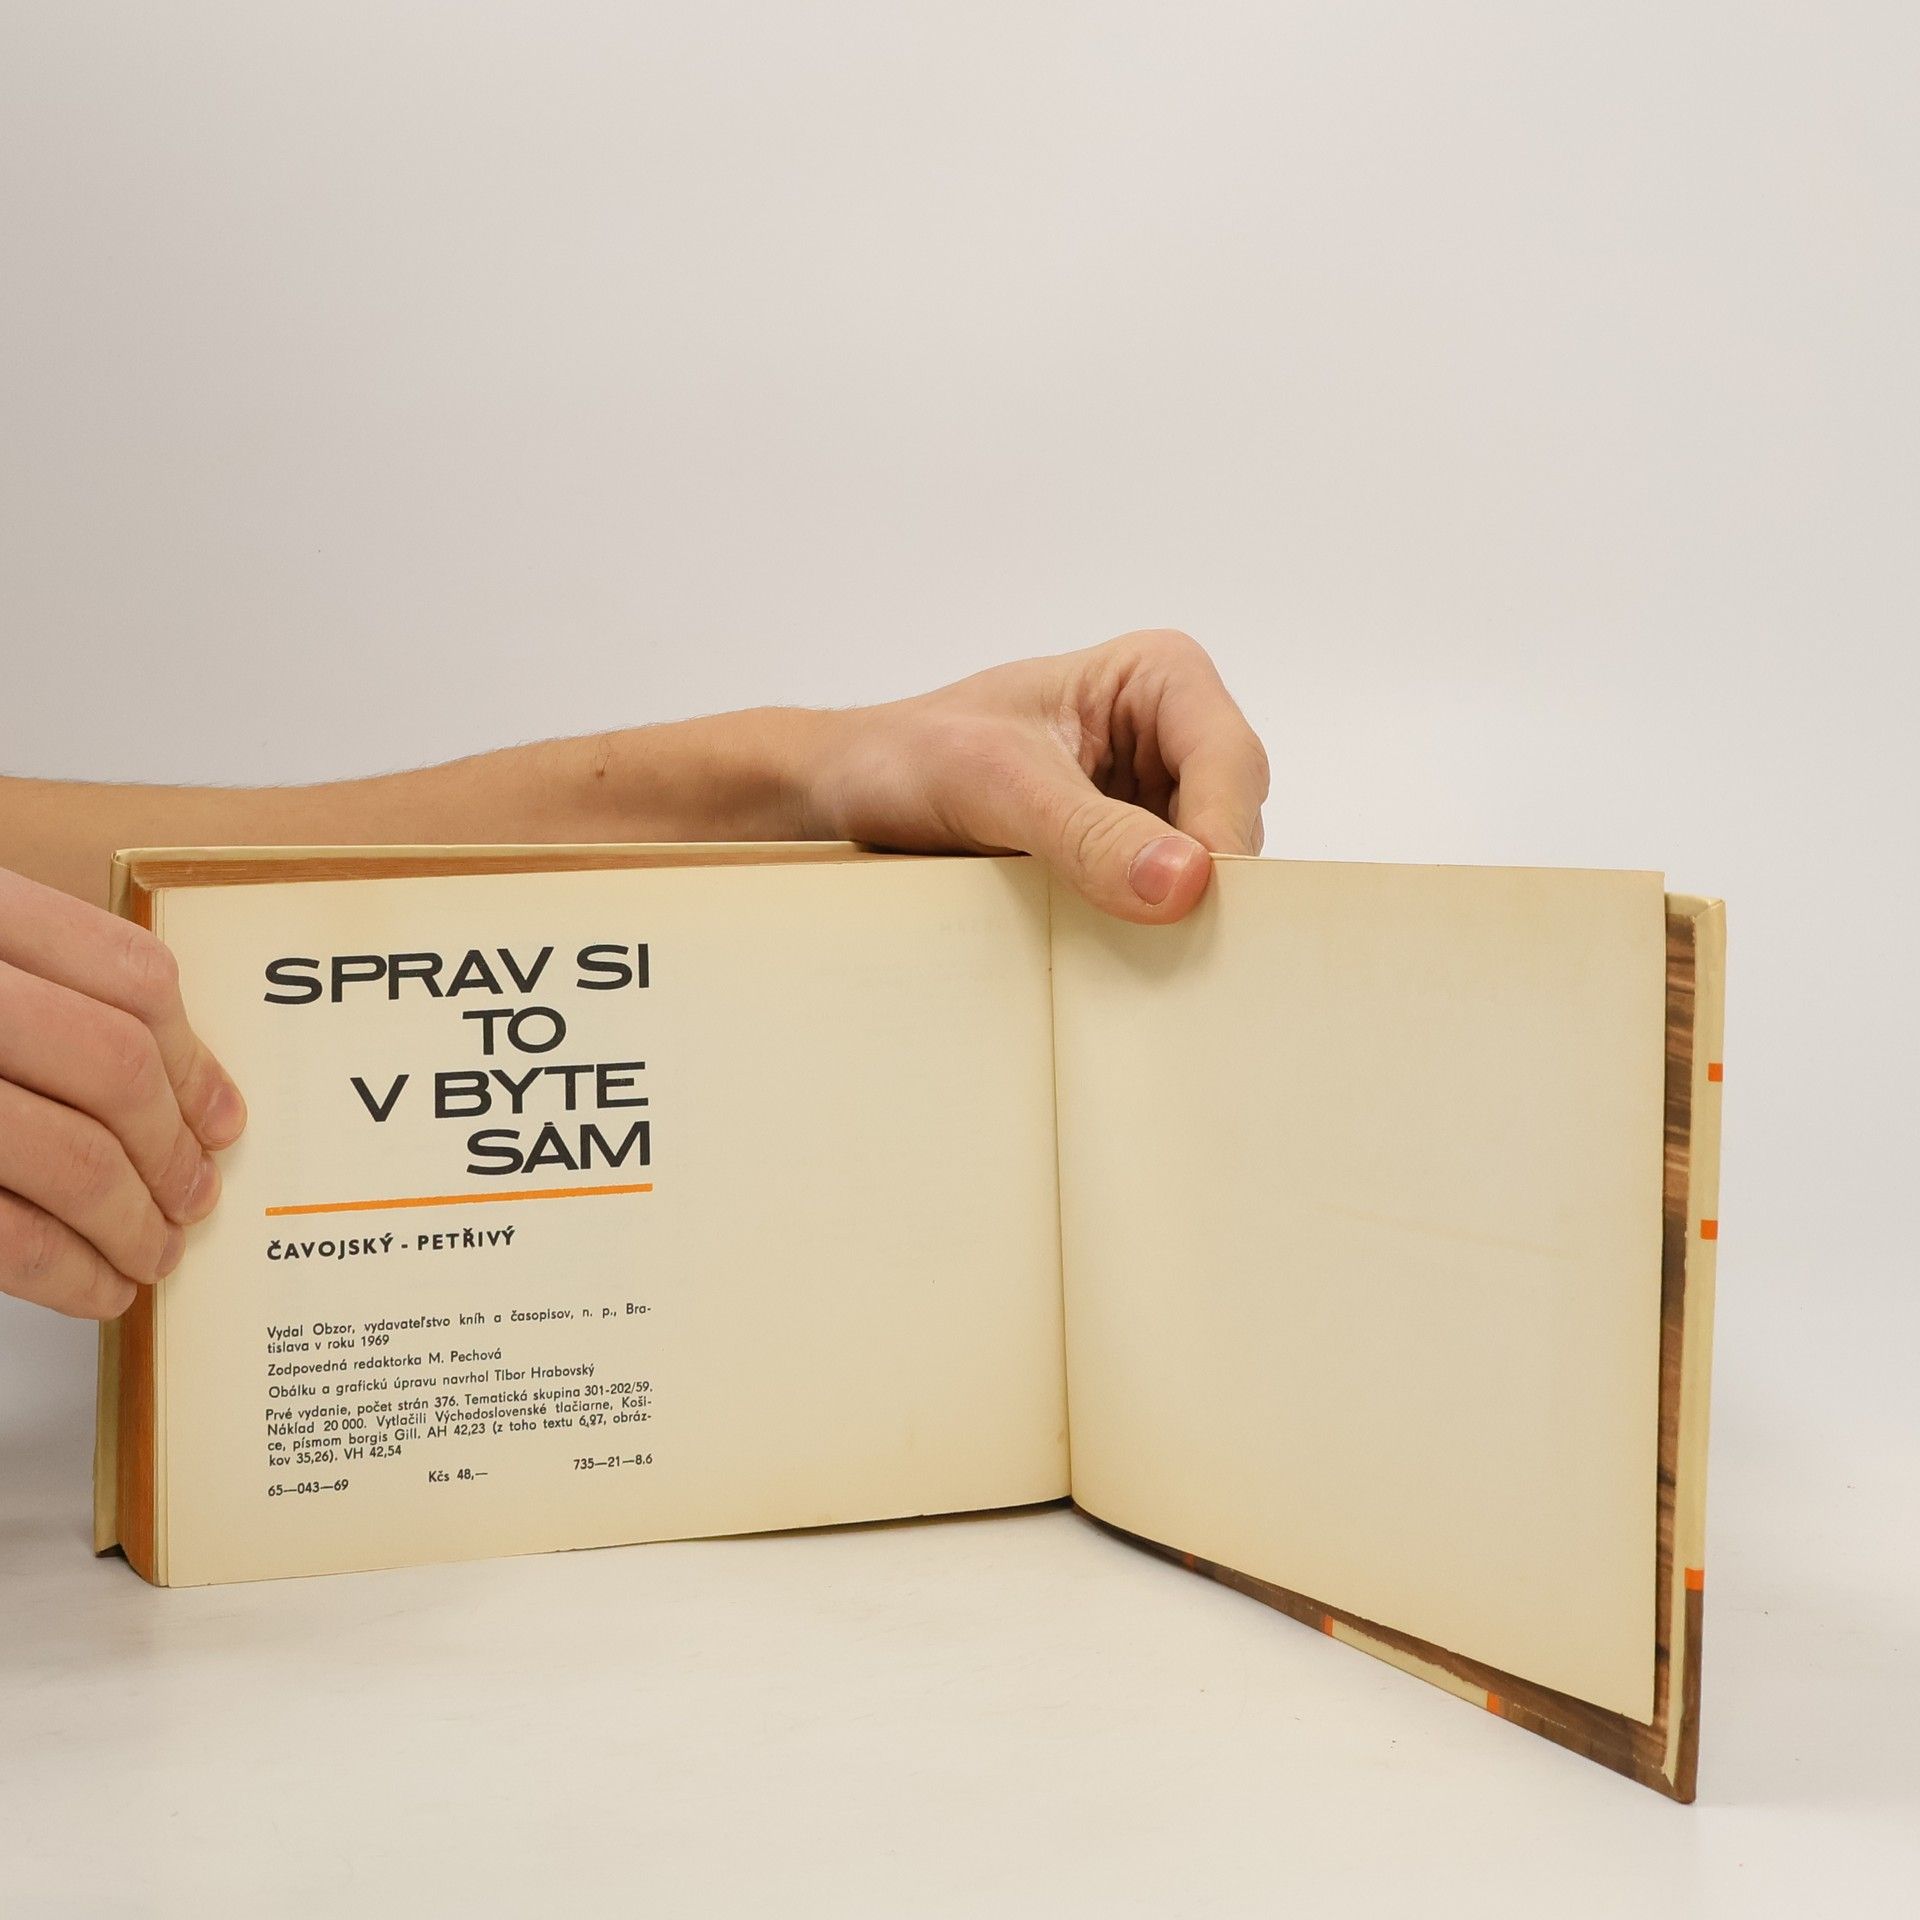 SPRAV SI
TO
V BYTE
SÁM
ČAVOJSKÝ - PETŘIVÝ
Vydal Obzor, vydavateľstvo kníh a časopisov, n. p., Bra-
tislava v roku 1969
Zodpovedná redaktorka M. Pechová
Obálku a grafickú úpravu navrhol Tibor Hrabovský
Prvé vydanie, počet strán 376. Tematická skupina 301-202/59.
Náklad 20 000. Vytlačili Východoslovenské tlačiarne, Koši-
ce, písmom borgis Gill. AH 42,23 (z toho textu 6,97, obráz-
kov 35,26). VH 42,54
65—043—69 Kčs 48,— 735—21—8.6